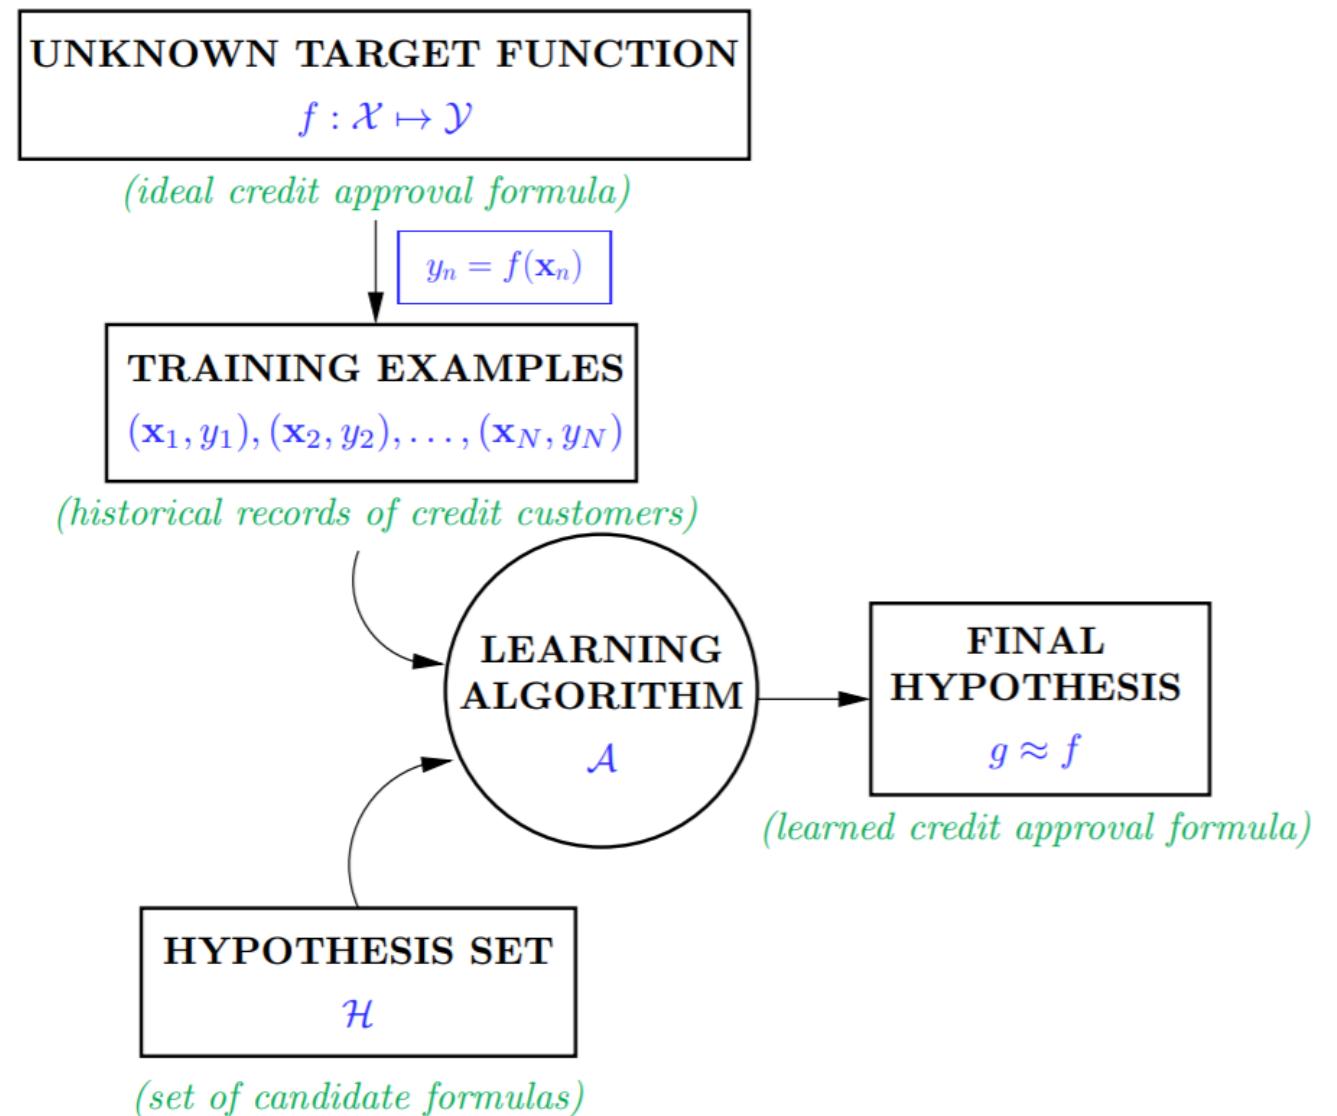 UNKNOWN TARGET FUNCTION
f : 𝒳 ↦ 𝒴
(ideal credit approval formula)
yₙ = f(𝐱ₙ)
TRAINING EXAMPLES
(𝐱₁, y₁), (𝐱₂, y₂), . . . , (𝐱_N, y_N)
(historical records of credit customers)
LEARNING
ALGORITHM
𝒜
FINAL
HYPOTHESIS
g ≈ f
(learned credit approval formula)
HYPOTHESIS SET
ℋ
(set of candidate formulas)